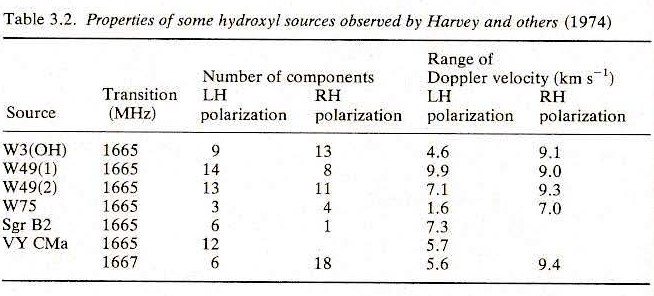 Table 3.2. Properties of some hydroxyl sources observed by Harvey and others (1974)
Range of
Number of components Doppler velocity (km s⁻¹)
Transition LH RH LH RH
Source (MHz) polarization polarization polarization polarization
W3(OH) 1665 9 13 4.6 9.1
W49(1) 1665 14 8 9.9 9.0
W49(2) 1665 13 11 7.1 9.3
W75 1665 3 4 1.6 7.0
Sgr B2 1665 6 1 7.3
VY CMa 1665 12 5.7
1667 6 18 5.6 9.4